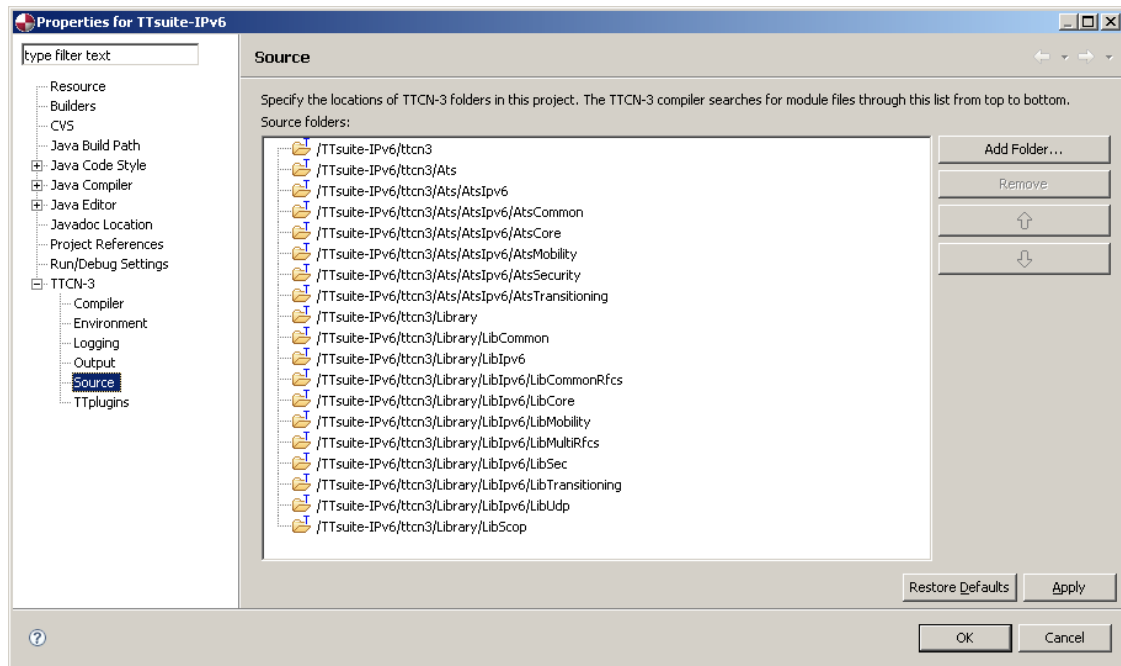 Properties for TTsuite-IPv6
type filter text
Source
Resource
Builders
CVS
Java Build Path
Java Code Style
Java Compiler
Java Editor
Javadoc Location
Project References
Run/Debug Settings
TTCN-3
Compiler
Environment
Logging
Output
Source
TTplugins
Specify the locations of TTCN-3 folders in this project. The TTCN-3 compiler searches for module files through this list from top to bottom.
Source folders:
/TTsuite-IPv6/ttcn3
/TTsuite-IPv6/ttcn3/Ats
/TTsuite-IPv6/ttcn3/Ats/AtsIpv6
/TTsuite-IPv6/ttcn3/Ats/AtsIpv6/AtsCommon
/TTsuite-IPv6/ttcn3/Ats/AtsIpv6/AtsCore
/TTsuite-IPv6/ttcn3/Ats/AtsIpv6/AtsMobility
/TTsuite-IPv6/ttcn3/Ats/AtsIpv6/AtsSecurity
/TTsuite-IPv6/ttcn3/Ats/AtsIpv6/AtsTransitioning
/TTsuite-IPv6/ttcn3/Library
/TTsuite-IPv6/ttcn3/Library/LibCommon
/TTsuite-IPv6/ttcn3/Library/LibIpv6
/TTsuite-IPv6/ttcn3/Library/LibIpv6/LibCommonRfcs
/TTsuite-IPv6/ttcn3/Library/LibIpv6/LibCore
/TTsuite-IPv6/ttcn3/Library/LibIpv6/LibMobility
/TTsuite-IPv6/ttcn3/Library/LibIpv6/LibMultiRfcs
/TTsuite-IPv6/ttcn3/Library/LibIpv6/LibSec
/TTsuite-IPv6/ttcn3/Library/LibIpv6/LibTransitioning
/TTsuite-IPv6/ttcn3/Library/LibIpv6/LibUdp
/TTsuite-IPv6/ttcn3/Library/LibScop
Add Folder...
Remove
Restore Defaults
Apply
OK
Cancel